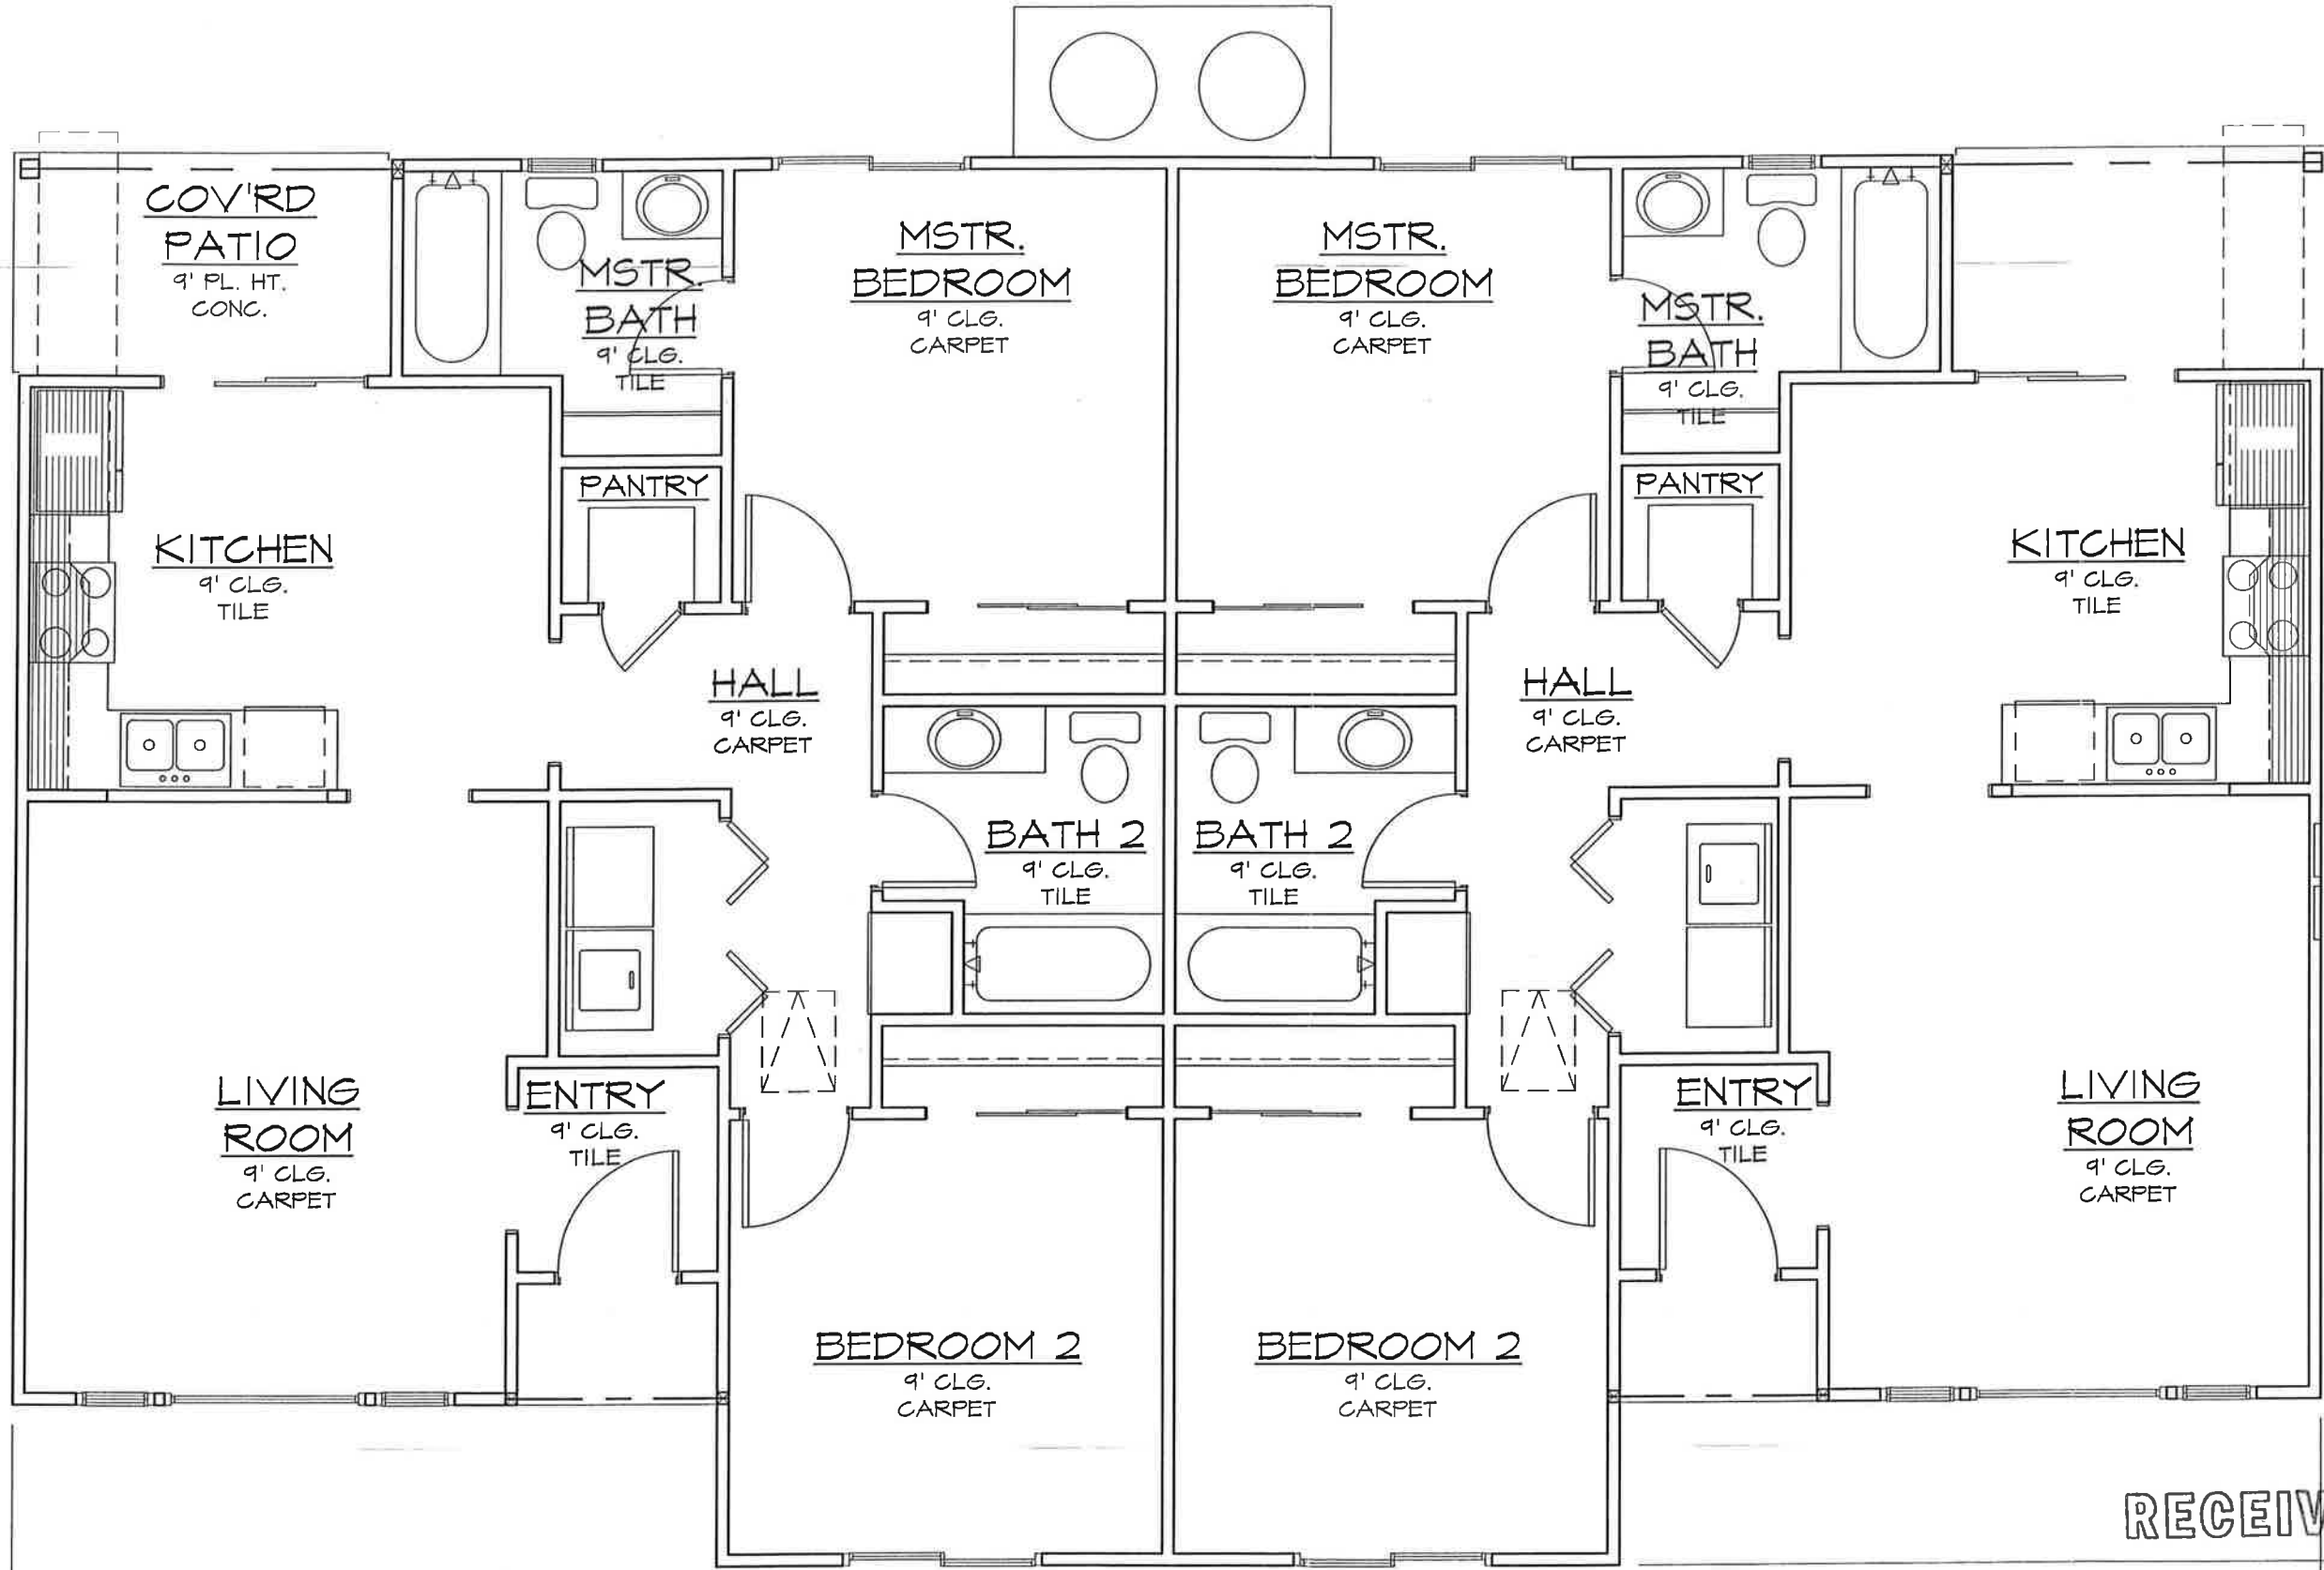 COV'RD
PATIO
9' PL. HT.
CONC.
MSTR.
BATH
9' CLG.
TILE
MSTR.
BEDROOM
9' CLG.
CARPET
MSTR.
BEDROOM
9' CLG.
CARPET
MSTR.
BATH
9' CLG.
TILE
PANTRY
PANTRY
KITCHEN
9' CLG.
TILE
KITCHEN
9' CLG.
TILE
HALL
9' CLG.
CARPET
HALL
9' CLG.
CARPET
BATH 2
9' CLG.
TILE
BATH 2
9' CLG.
TILE
LIVING
ROOM
9' CLG.
CARPET
ENTRY
9' CLG.
TILE
ENTRY
9' CLG.
TILE
LIVING
ROOM
9' CLG.
CARPET
BEDROOM 2
9' CLG.
CARPET
BEDROOM 2
9' CLG.
CARPET
RECEIV